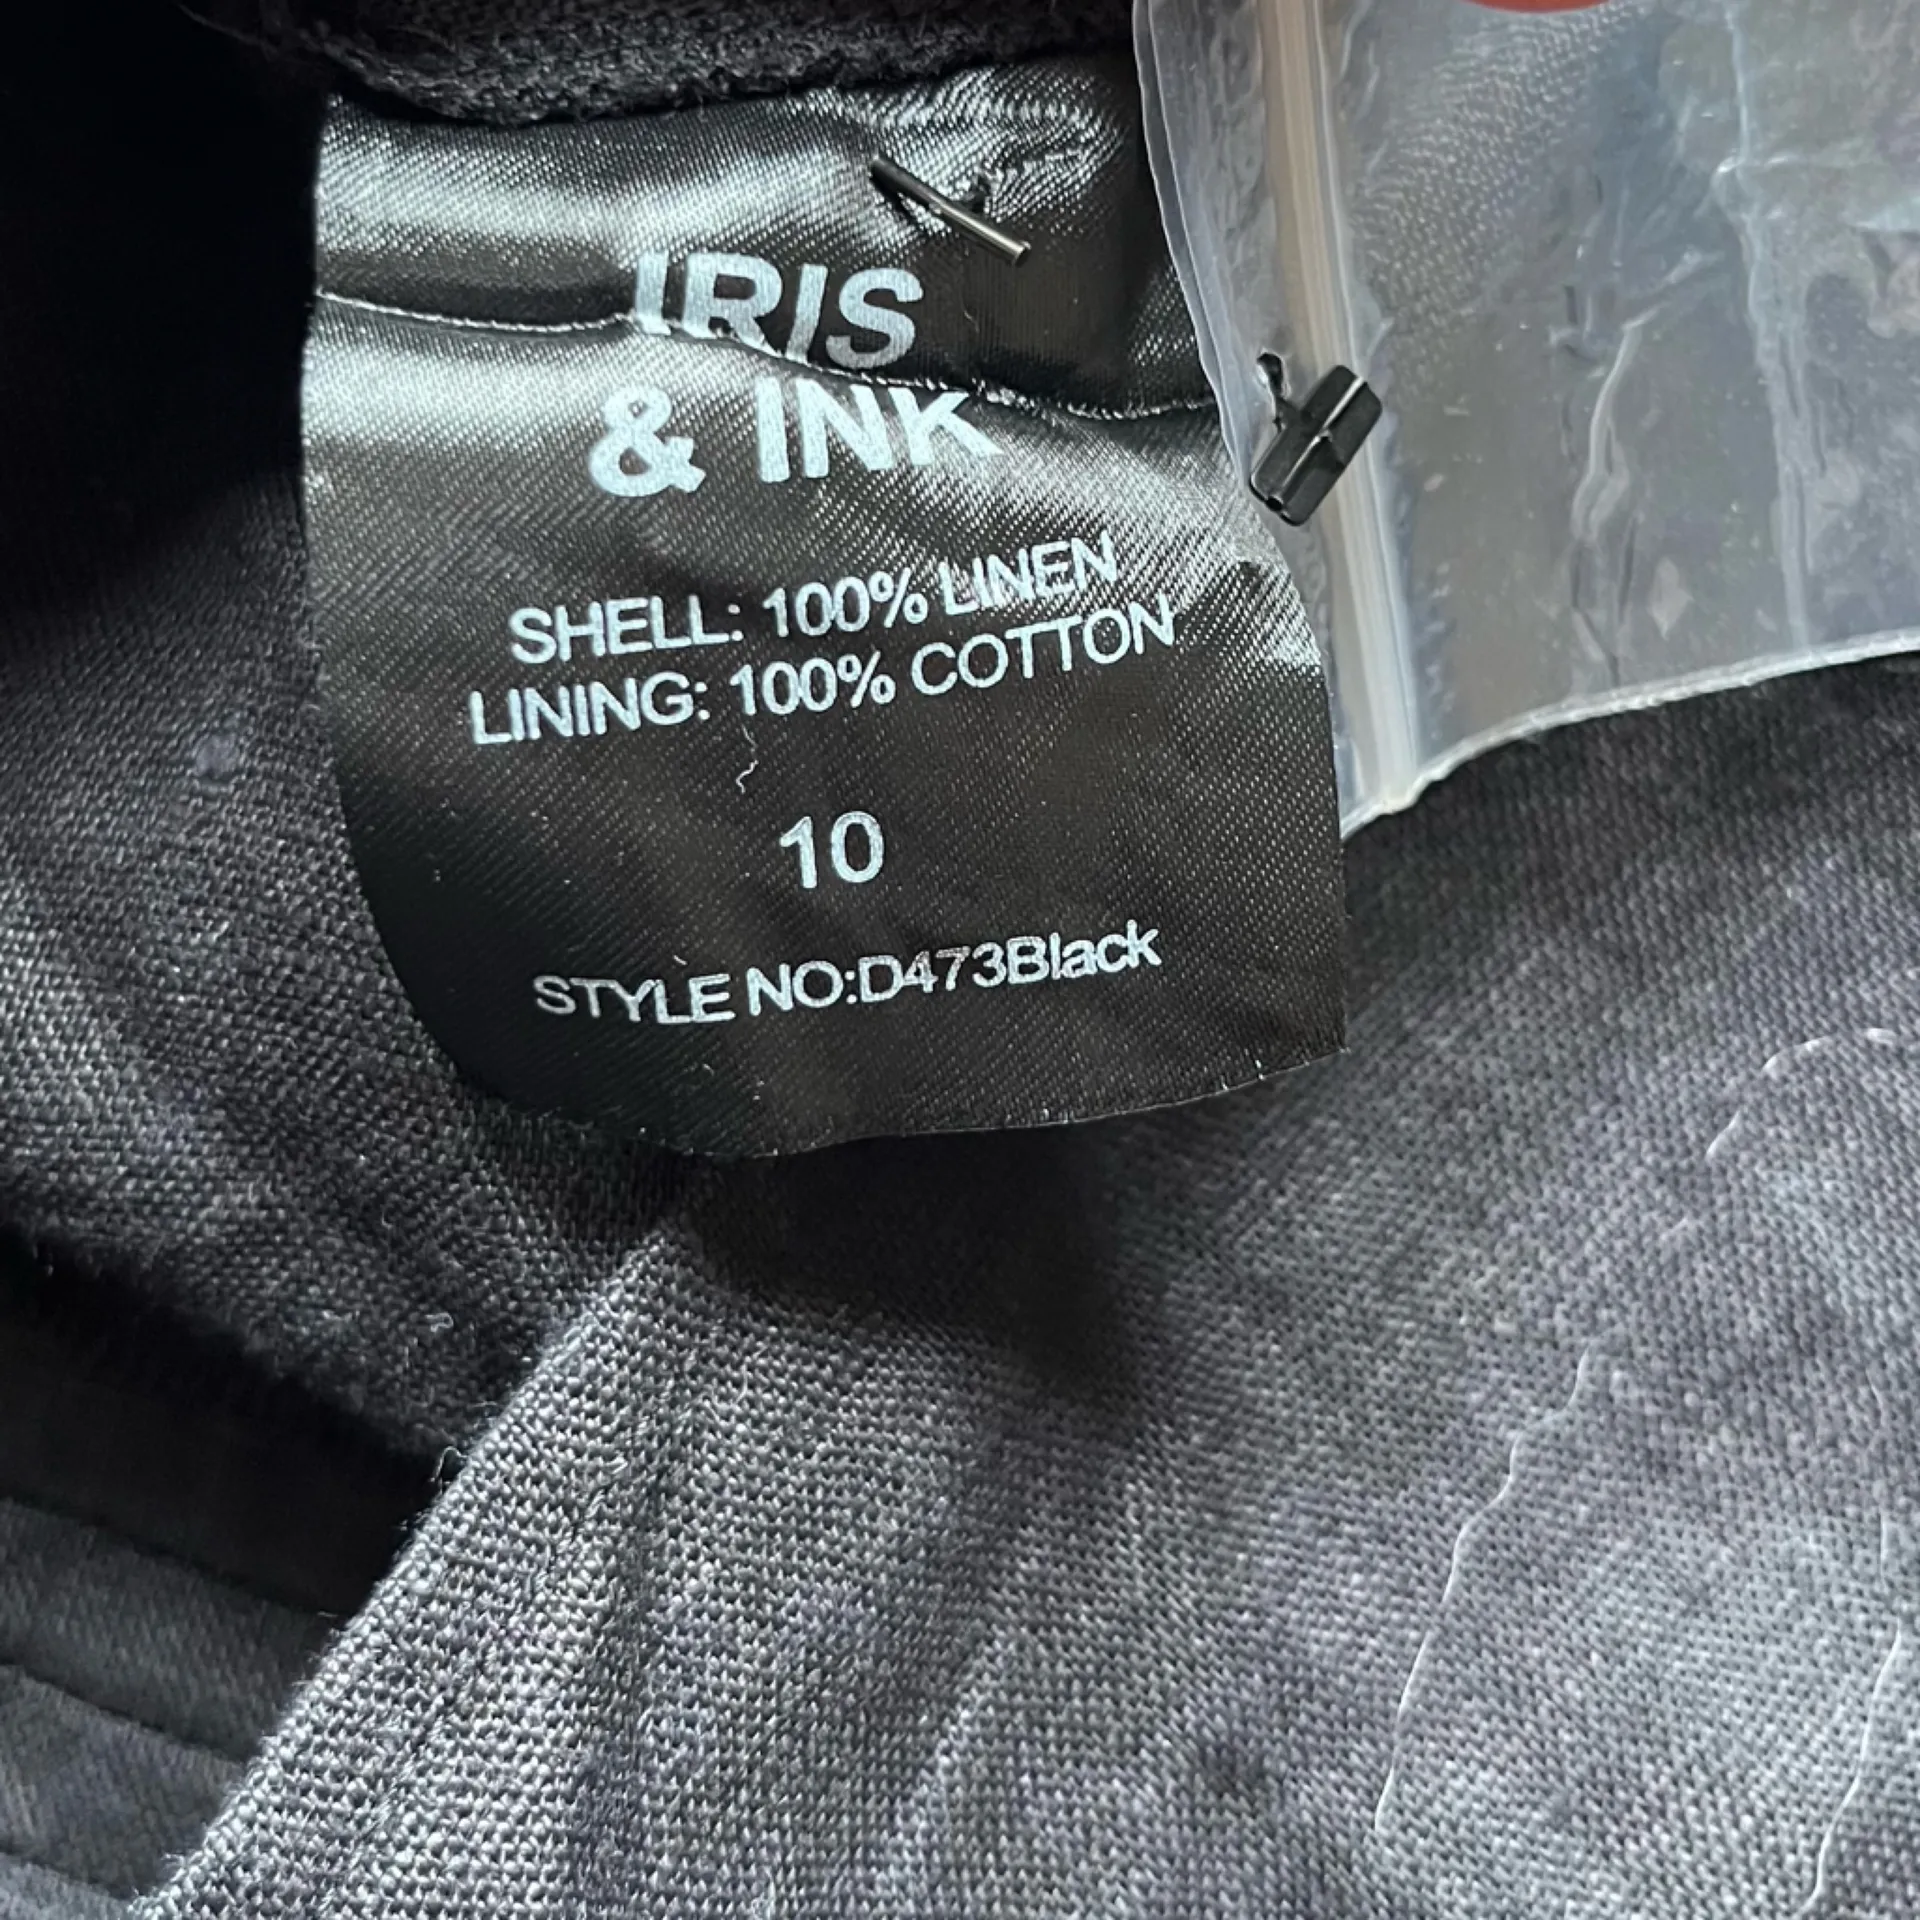 IRIS
& INK
SHELL: 100% LINEN
LINING: 100% COTTON
10
STYLE NO:D473Black